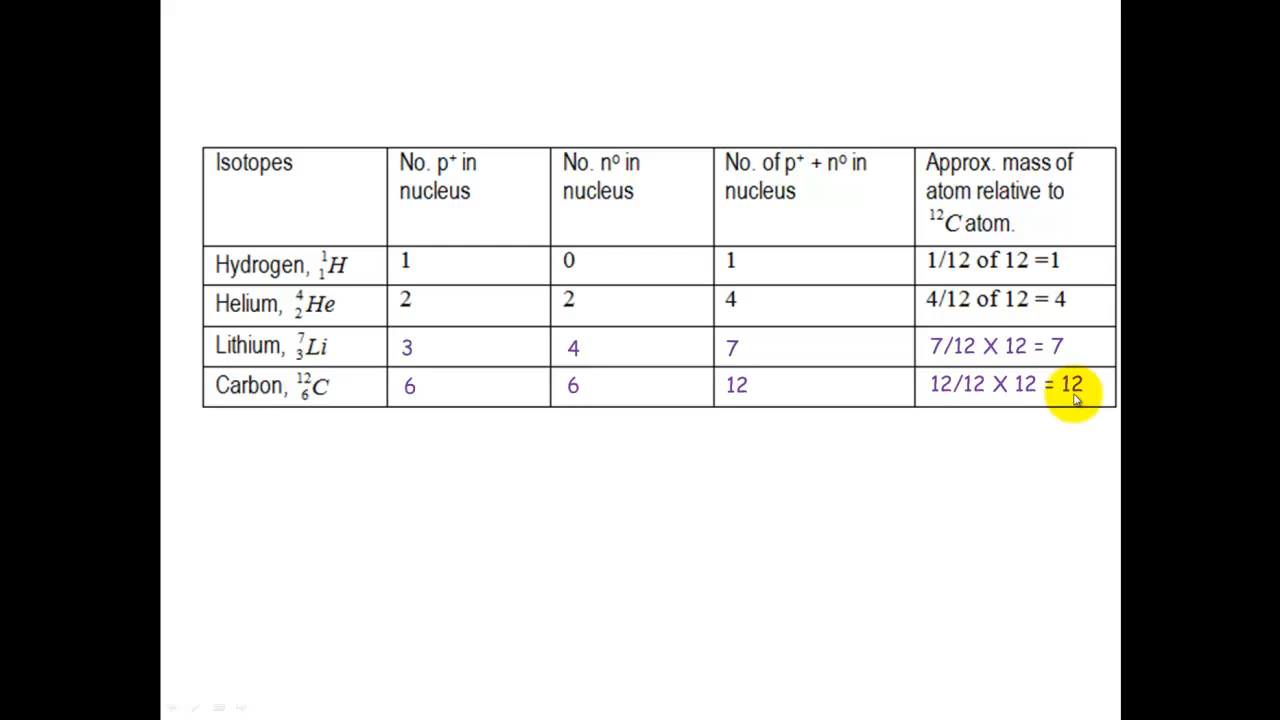 Isotopes No. p⁺ in nucleus No. n⁰ in nucleus No. of p⁺ + n⁰ in nucleus Approx. mass of atom relative to ¹²C atom.
Hydrogen, ¹₁H 1 0 1 1/12 of 12 =1
Helium, ⁴₂He 2 2 4 4/12 of 12 = 4
Lithium, ⁷₃Li 3 4 7 7/12 X 12 = 7
Carbon, ¹²₆C 6 6 12 12/12 X 12 = 12